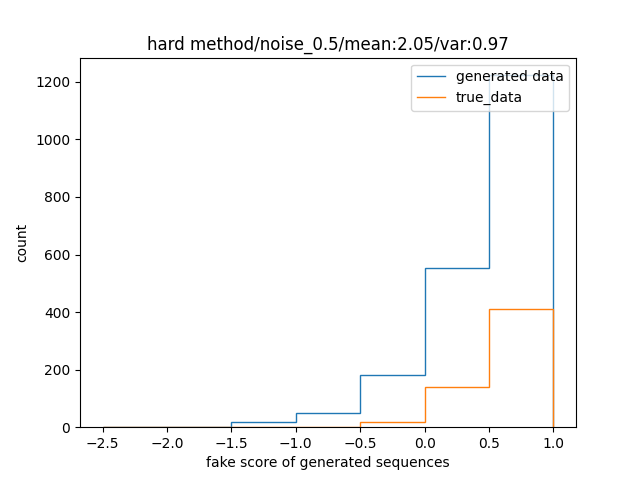 hard method/noise_0.5/mean:2.05/var:0.97
generated data
true_data
1200
1000
800
600
400
200
0
count
−2.5 −2.0 −1.5 −1.0 −0.5 0.0 0.5 1.0
fake score of generated sequences